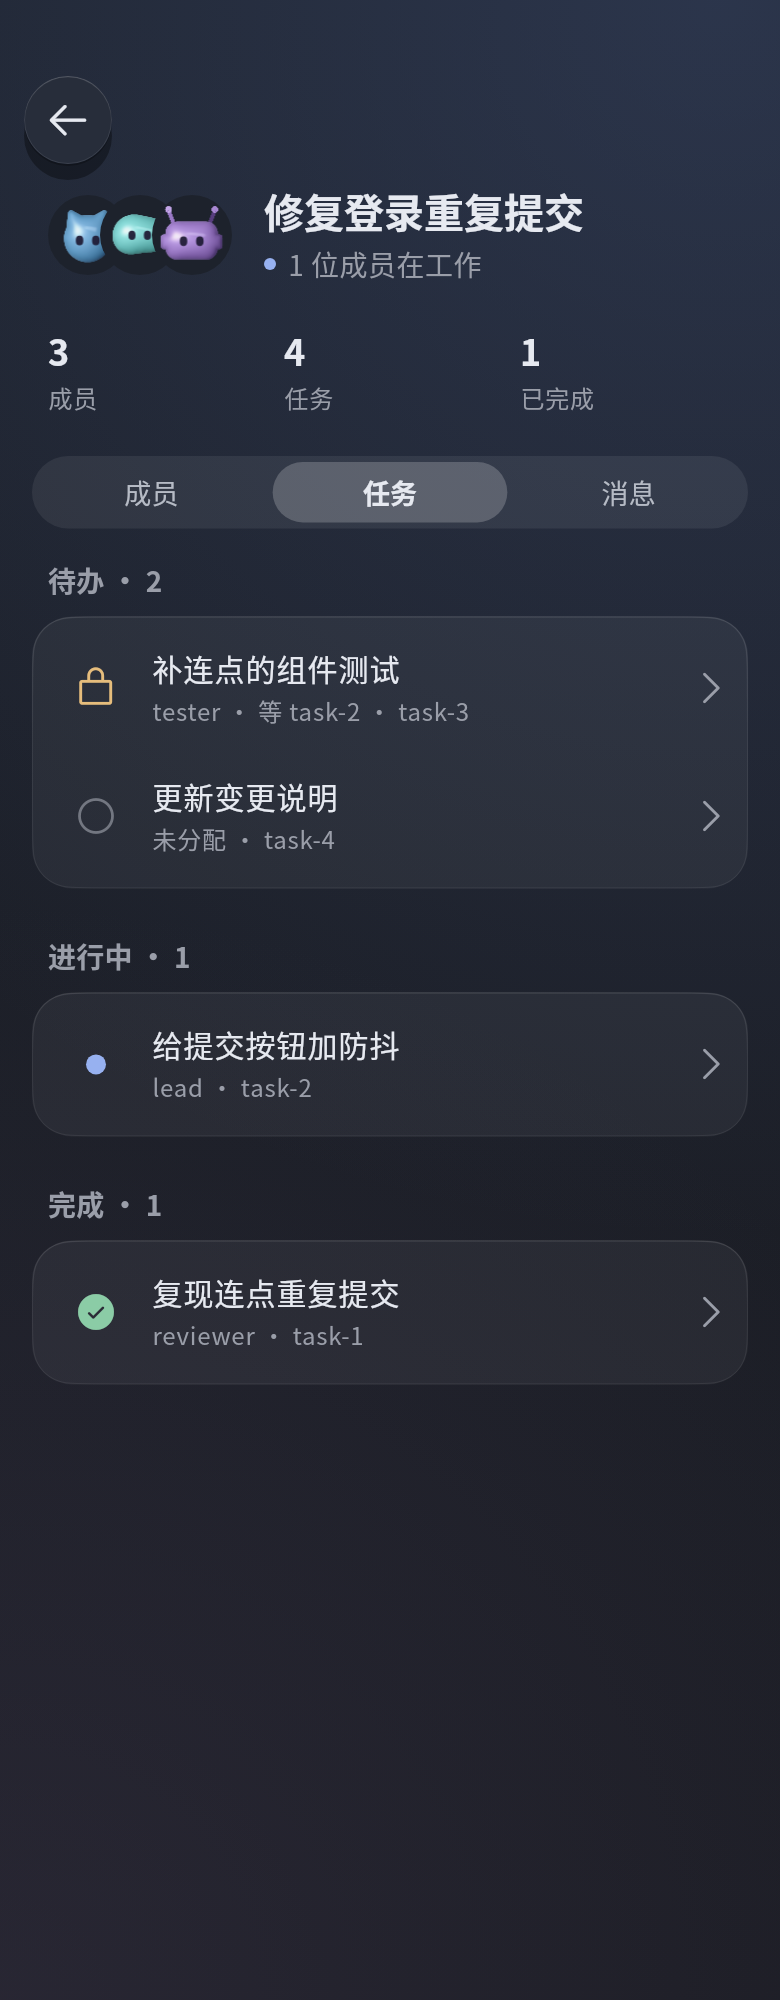 修复登录重复提交
1 位成员在工作
3
成员
4
任务
1
已完成
成员
任务
消息
待办 · 2
补连点的组件测试
tester · 等 task-2 · task-3
更新变更说明
未分配 · task-4
进行中 · 1
给提交按钮加防抖
lead · task-2
完成 · 1
复现连点重复提交
reviewer · task-1